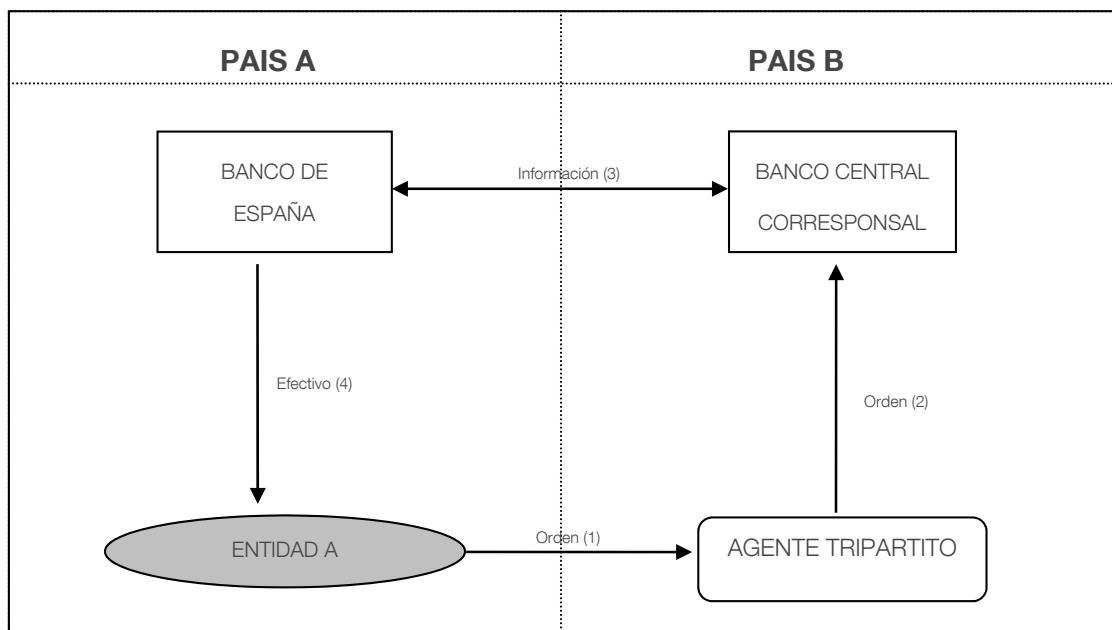 PAIS A
PAIS B
BANCO DE
ESPAÑA
Información (3)
BANCO CENTRAL
CORRESPONSAL
Efectivo (4)
Orden (2)
ENTIDAD A
Orden (1)
AGENTE TRIPARTITO